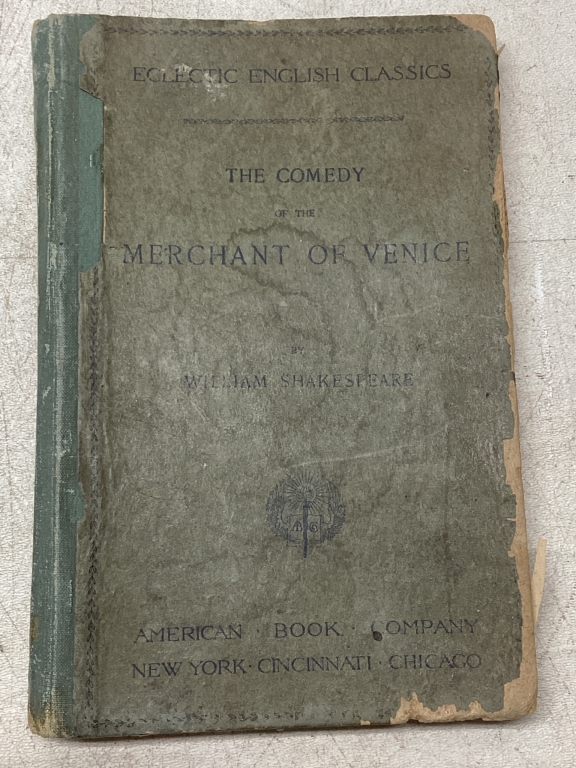 ECLECTIC ENGLISH CLASSICS
THE COMEDY
OF THE
MERCHANT OF VENICE
BY
WILLIAM SHAKESPEARE
ABC
AMERICAN · BOOK · COMPANY
NEW YORK · CINCINNATI · CHICAGO